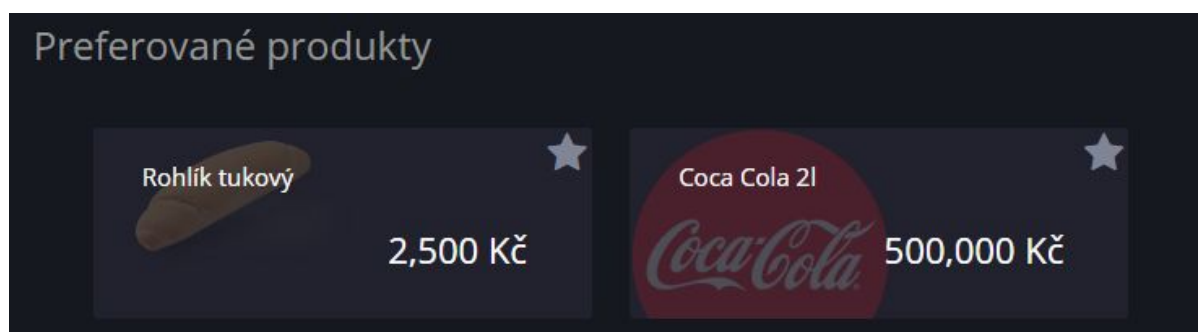 Preferované produkty
Rohlík tukový
2,500 Kč
Coca Cola 2l
Coca-Cola
500,000 Kč